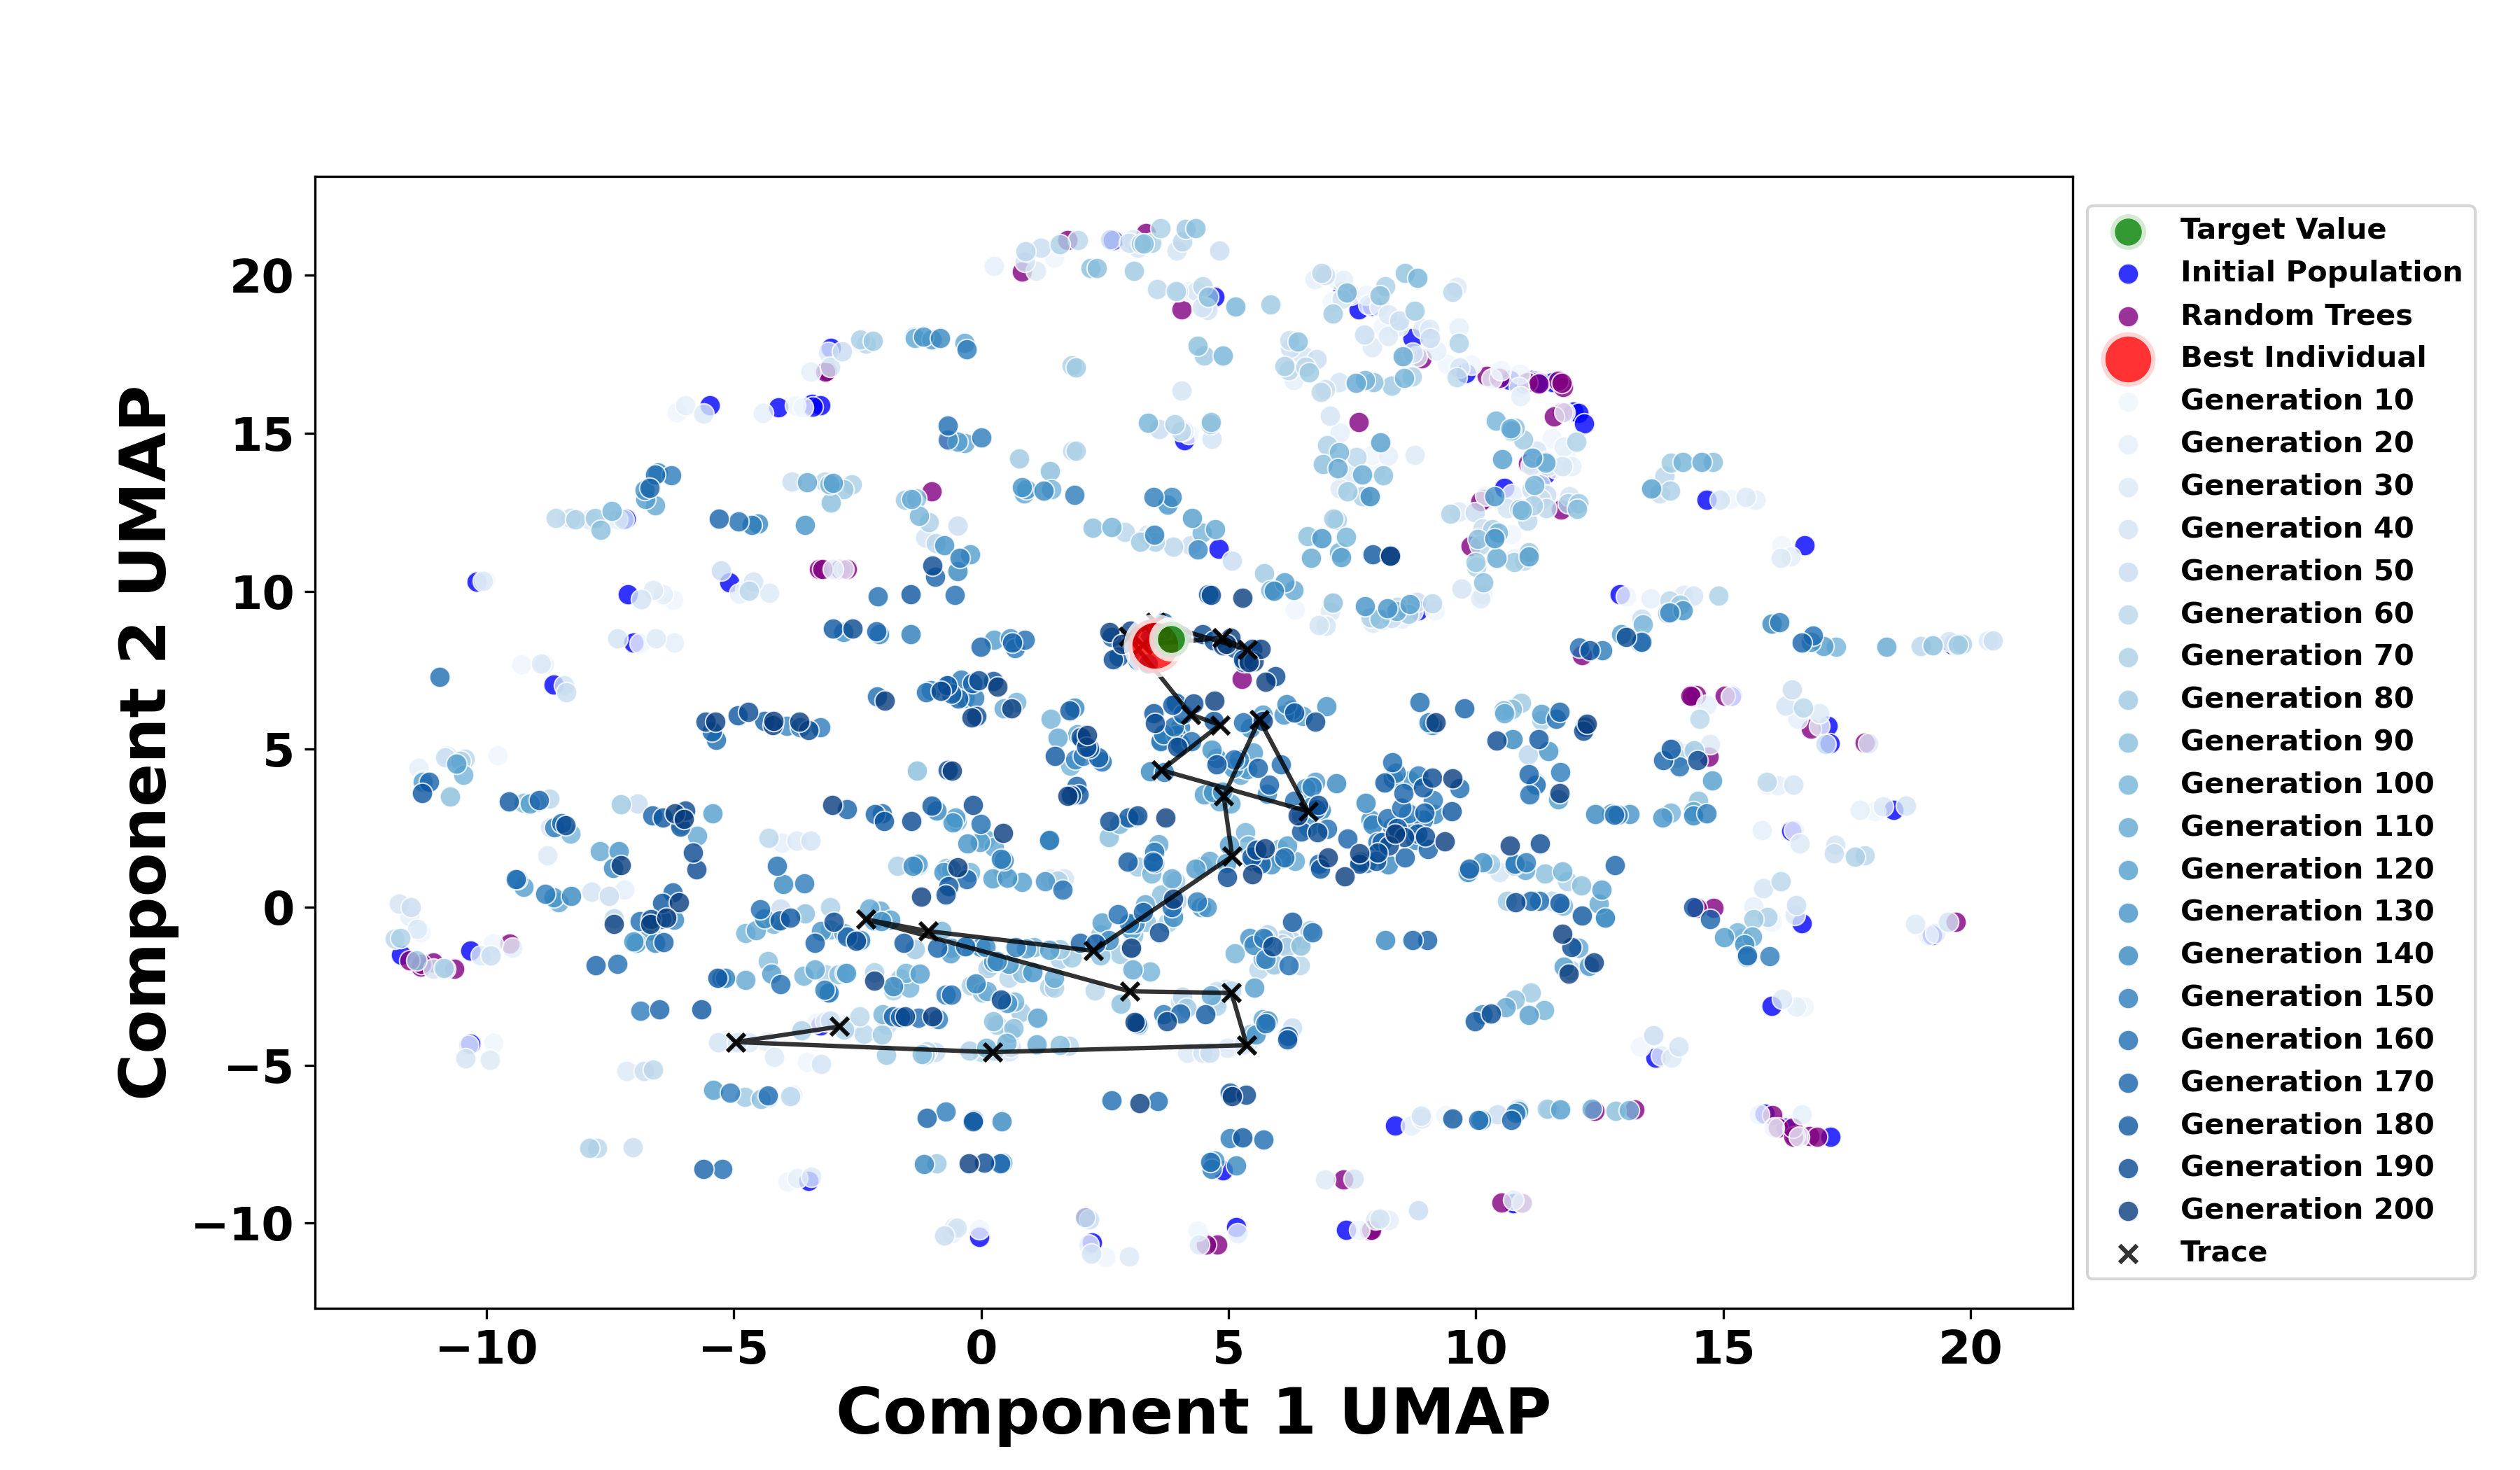 20
15
10
5
0
−5
−10
−10
−5
0
5
10
15
20
Component 1 UMAP
Component 2 UMAP
Target Value
Initial Population
Random Trees
Best Individual
Generation 10
Generation 20
Generation 30
Generation 40
Generation 50
Generation 60
Generation 70
Generation 80
Generation 90
Generation 100
Generation 110
Generation 120
Generation 130
Generation 140
Generation 150
Generation 160
Generation 170
Generation 180
Generation 190
Generation 200
Trace